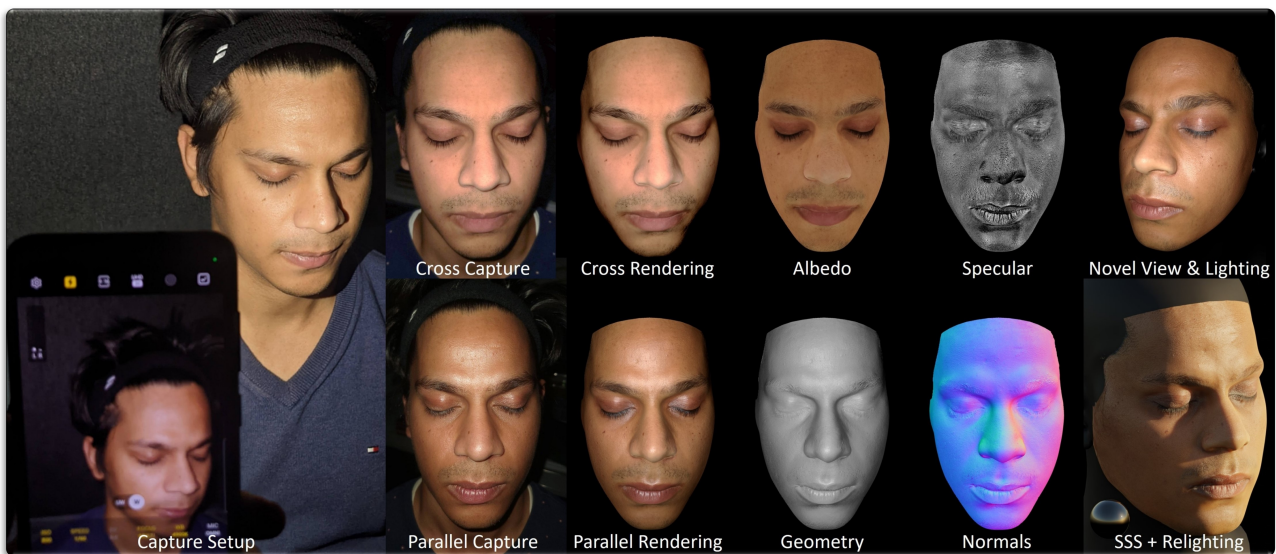 Cross Capture
Cross Rendering
Albedo
Specular
Novel View & Lighting
Capture Setup
Parallel Capture
Parallel Rendering
Geometry
Normals
SSS + Relighting